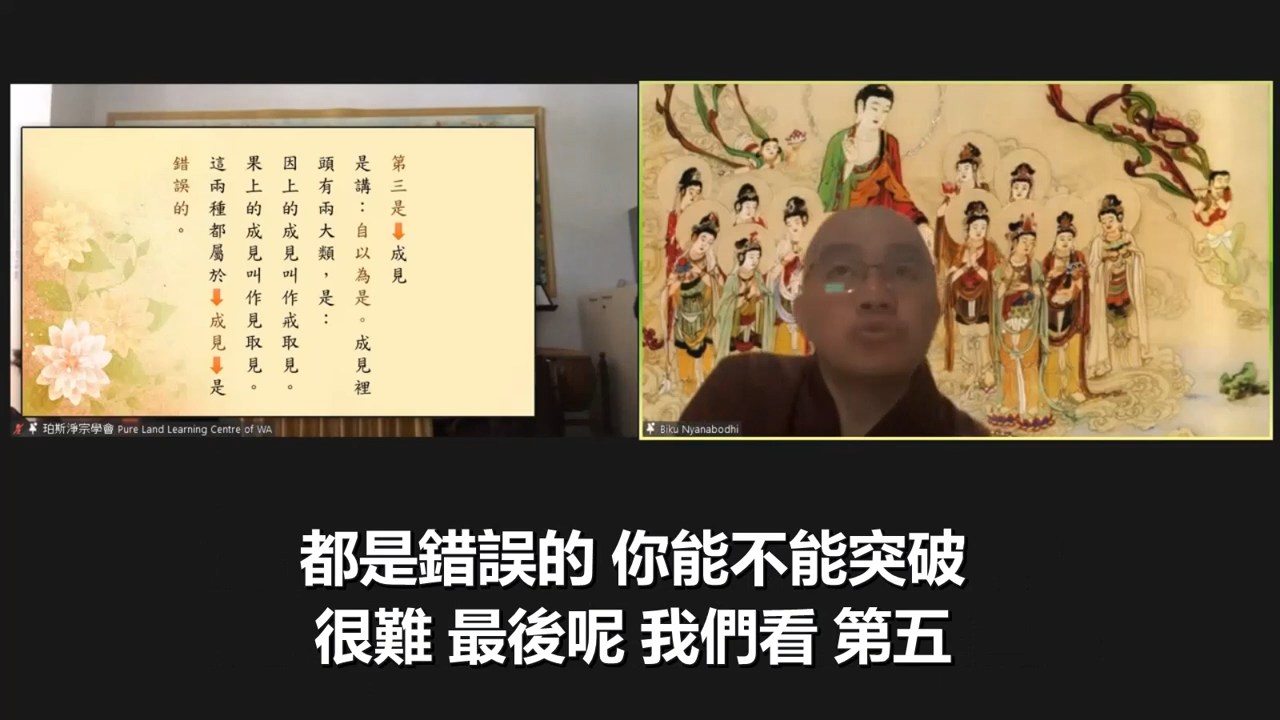 第三是⬇成見
是講：自以為是。成見裡
頭有兩大類，是：
因上的成見叫作戒取見。
果上的成見叫作見取見。
這兩種都屬於⬇成見⬇是
錯誤的。
珀斯淨宗學會 Pure Land Learning Centre of WA
Biku Nyanabodhi
都是錯誤的 你能不能突破
很難 最後呢 我們看 第五